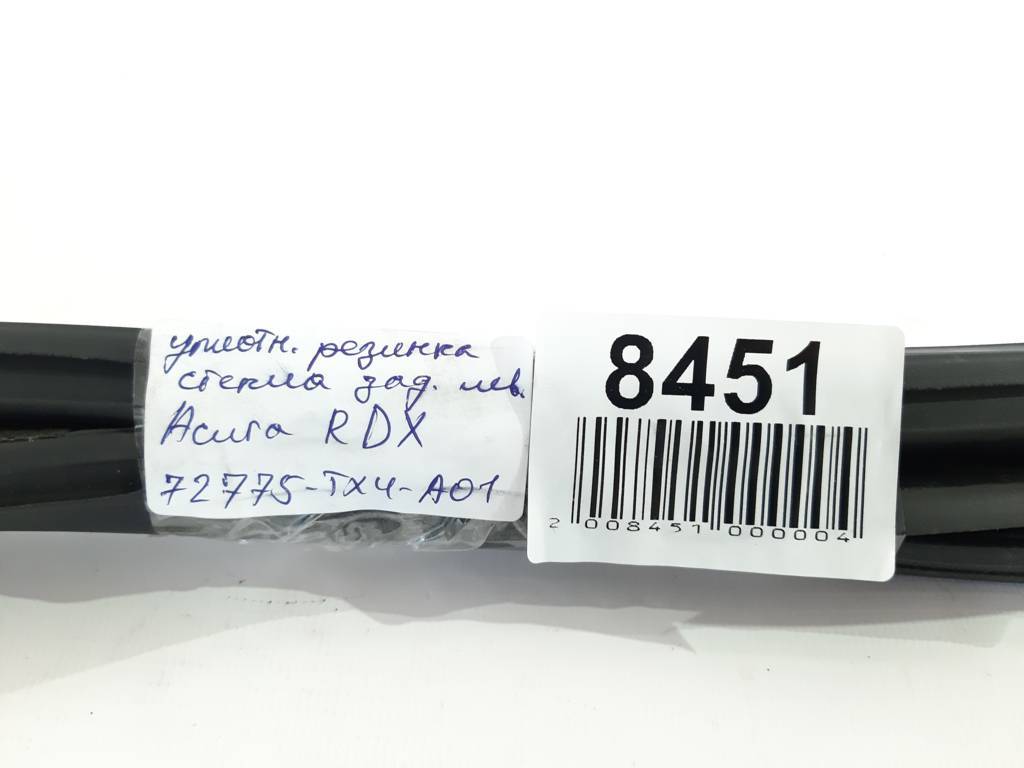 уплотн. резинка
стекла зад. лев.
Acura RDX
72775-TX4-A01
8451
2 008451 000004